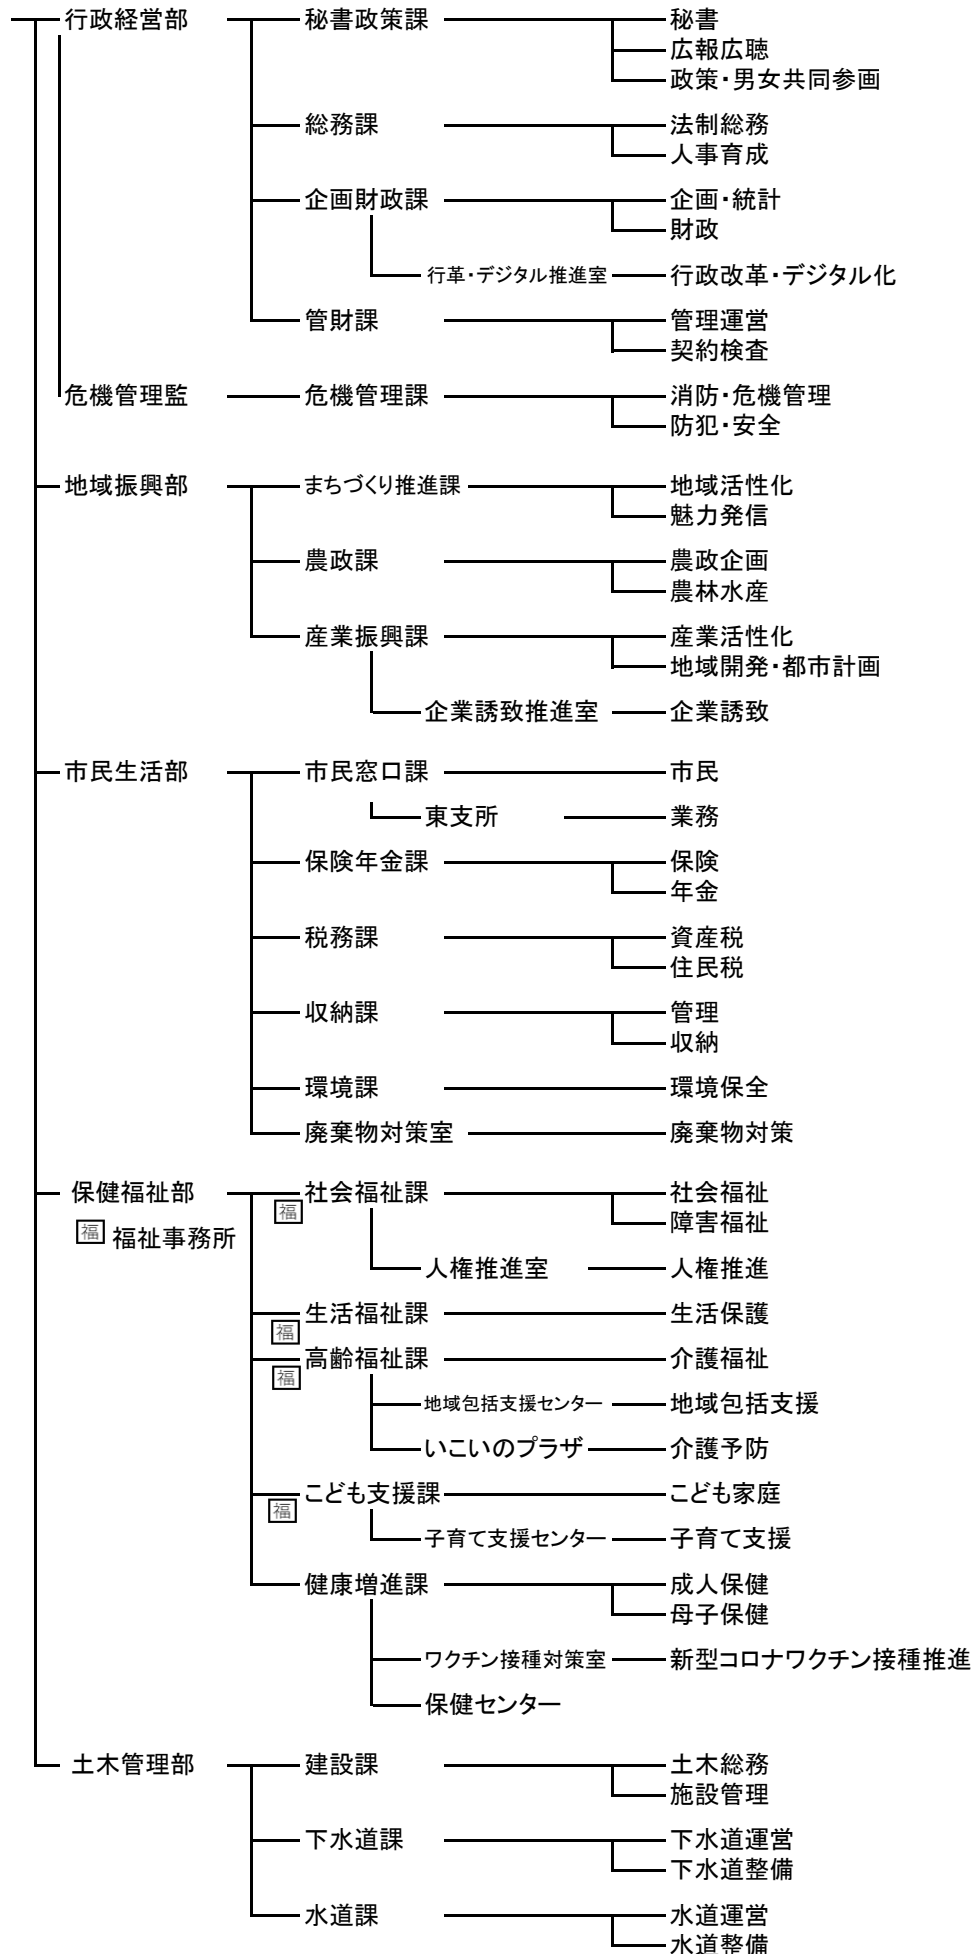 行政経営部 秘書政策課 秘書
広報広聴
政策・男女共同参画
総務課 法制総務
人事育成
企画財政課 企画・統計
財政
行革・デジタル推進室 行政改革・デジタル化
管財課 管理運営
契約検査
危機管理監 危機管理課 消防・危機管理
防犯・安全
地域振興部 まちづくり推進課 地域活性化
魅力発信
農政課 農政企画
農林水産
産業振興課 産業活性化
地域開発・都市計画
企業誘致推進室 企業誘致
市民生活部 市民窓口課 市民
東支所 業務
保険年金課 保険
年金
税務課 資産税
住民税
収納課 管理
収納
環境課 環境保全
廃棄物対策室 廃棄物対策
保健福祉部 社会福祉課 社会福祉
福 障害福祉
福 福祉事務所
人権推進室 人権推進
生活福祉課 生活保護
福
高齢福祉課 介護福祉
福
地域包括支援センター 地域包括支援
いこいのプラザ 介護予防
こども支援課 こども家庭
福
子育て支援センター 子育て支援
健康増進課 成人保健
母子保健
ワクチン接種対策室 新型コロナワクチン接種推進
保健センター
土木管理部 建設課 土木総務
施設管理
下水道課 下水道運営
下水道整備
水道課 水道運営
水道整備